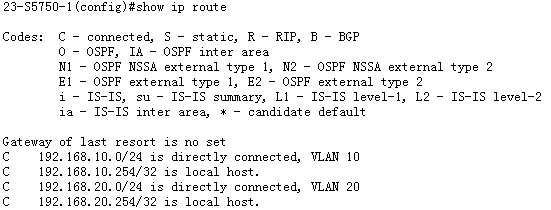 23-S5750-1(config)#show ip route
Codes: C - connected, S - static, R - RIP, B - BGP
O - OSPF, IA - OSPF inter area
N1 - OSPF NSSA external type 1, N2 - OSPF NSSA external type 2
E1 - OSPF external type 1, E2 - OSPF external type 2
i - IS-IS, su - IS-IS summary, L1 - IS-IS level-1, L2 - IS-IS level-2
ia - IS-IS inter area, * - candidate default
Gateway of last resort is no set
C 192.168.10.0/24 is directly connected, VLAN 10
C 192.168.10.254/32 is local host.
C 192.168.20.0/24 is directly connected, VLAN 20
C 192.168.20.254/32 is local host.